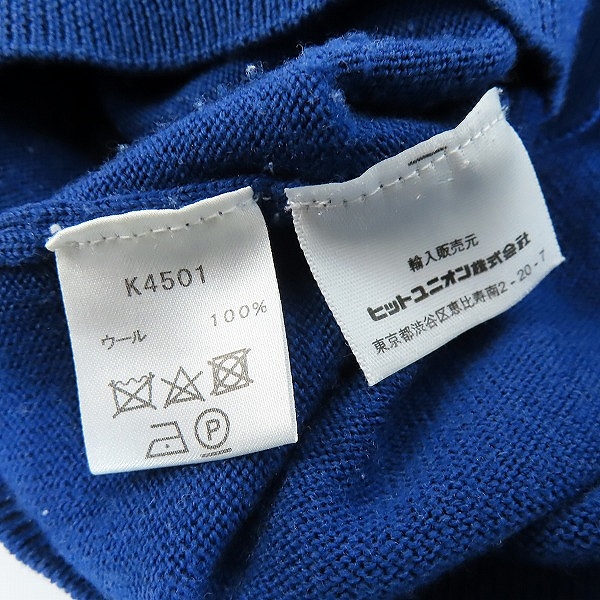 K4501
ウール 100%
P
輸入販売元
ヒットユニオン株式会社
東京都渋谷区恵比寿南2-20-7